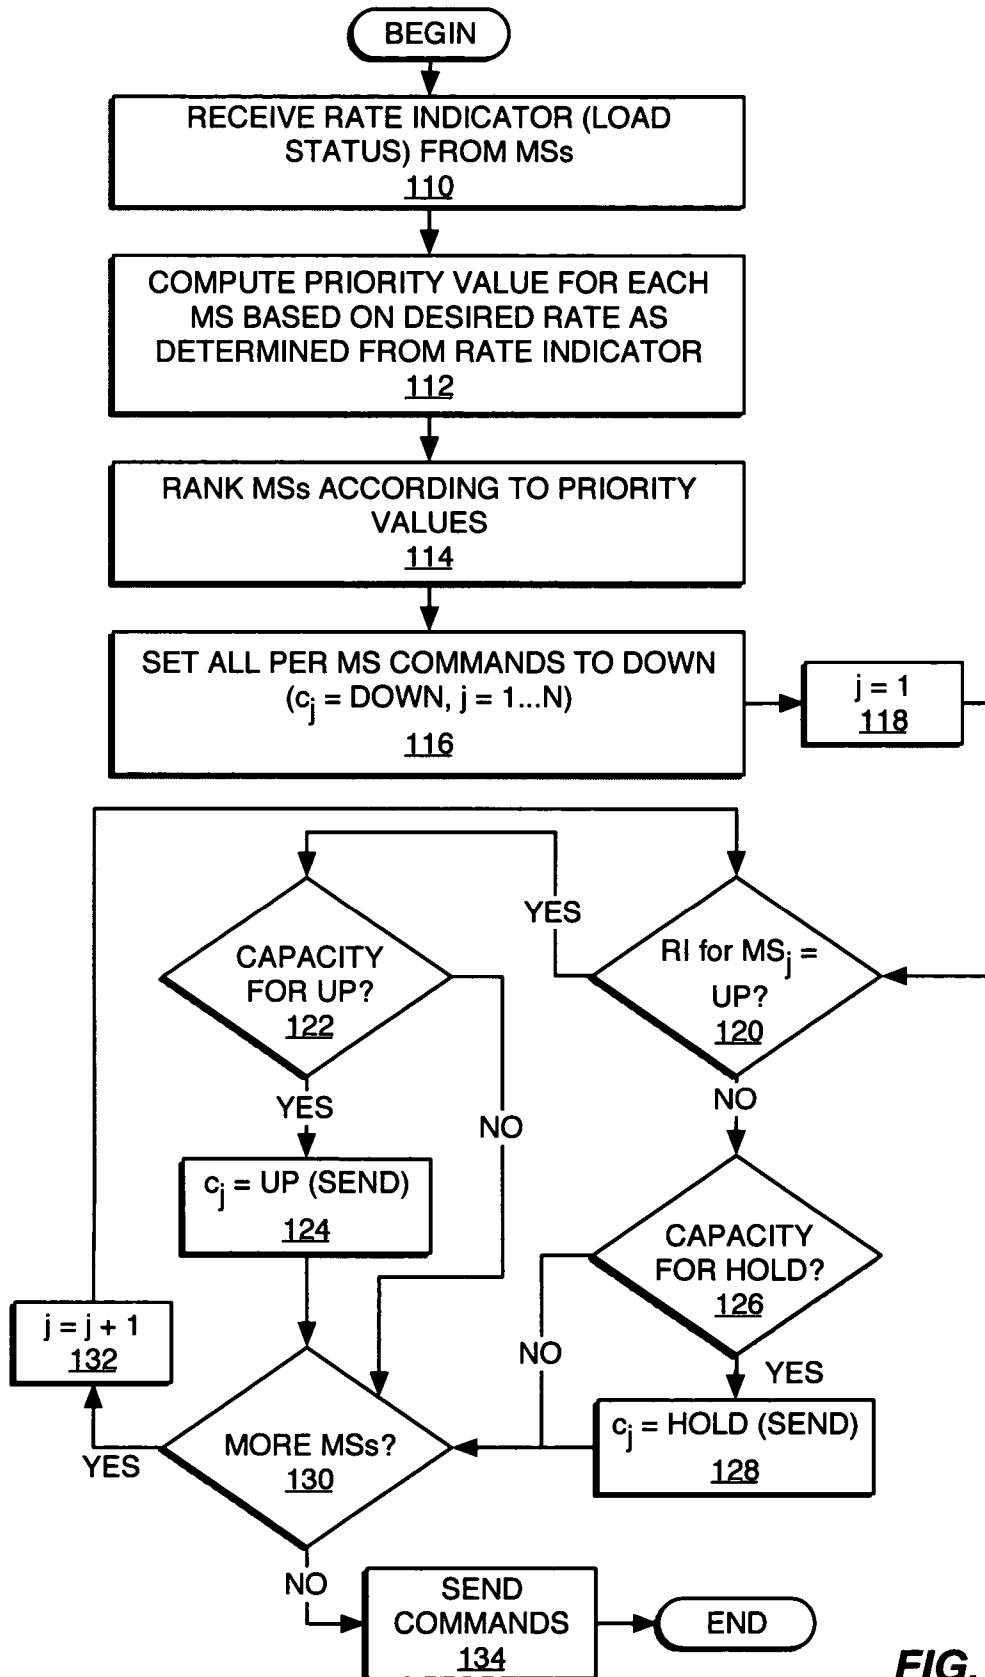 BEGIN
RECEIVE RATE INDICATOR (LOAD
STATUS) FROM MSs
110
COMPUTE PRIORITY VALUE FOR EACH
MS BASED ON DESIRED RATE AS
DETERMINED FROM RATE INDICATOR
112
RANK MSs ACCORDING TO PRIORITY
VALUES
114
SET ALL PER MS COMMANDS TO DOWN
(cj = DOWN, j = 1...N)
116
j = 1
118
YES
RI for MSj =
UP?
120
CAPACITY
FOR UP?
122
YES
NO
NO
cj = UP (SEND)
124
CAPACITY
FOR HOLD?
126
j = j + 1
132
NO
YES
cj = HOLD (SEND)
128
MORE MSs?
130
YES
NO
SEND
COMMANDS
134
END
FIG.